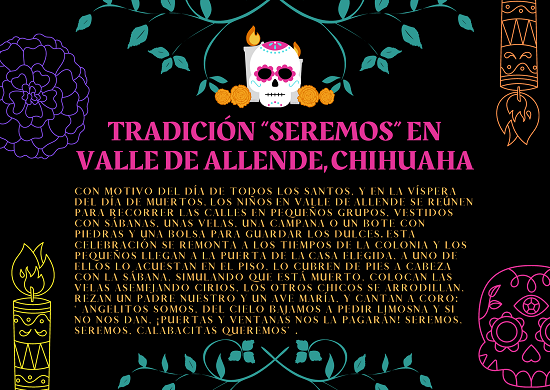 TRADICIÓN “SEREMOS” EN
VALLE DE ALLENDE, CHIHUAHA
CON MOTIVO DEL DÍA DE TODOS LOS SANTOS, Y EN LA VÍSPERA
DEL DÍA DE MUERTOS, LOS NIÑOS EN VALLE DE ALLENDE SE REÚNEN
PARA RECORRER LAS CALLES EN PEQUEÑOS GRUPOS, VESTIDOS
CON SÁBANAS, UNAS VELAS, UNA CAMPANA O UN BOTE CON
PIEDRAS Y UNA BOLSA PARA GUARDAR LOS DULCES. ESTA
CELEBRACIÓN SE REMONTA A LOS TIEMPOS DE LA COLONIA Y LOS
PEQUEÑOS LLEGAN A LA PUERTA DE LA CASA ELEGIDA, A UNO DE
ELLOS LO ACUESTAN EN EL PISO, LO CUBREN DE PIES A CABEZA
CON LA SÁBANA, SIMULANDO QUE ESTÁ MUERTO, COLOCAN LAS
VELAS ASEMEJANDO CIRIOS, LOS OTROS CHICOS SE ARRODILLAN,
REZAN UN PADRE NUESTRO Y UN AVE MARÍA, Y CANTAN A CORO:
" ANGELITOS SOMOS, DEL CIELO BAJAMOS A PEDIR LIMOSNA Y SI
NO NOS DAN, ¡PUERTAS Y VENTANAS NOS LA PAGARÁN! SEREMOS,
SEREMOS, CALABACITAS QUEREMOS" .